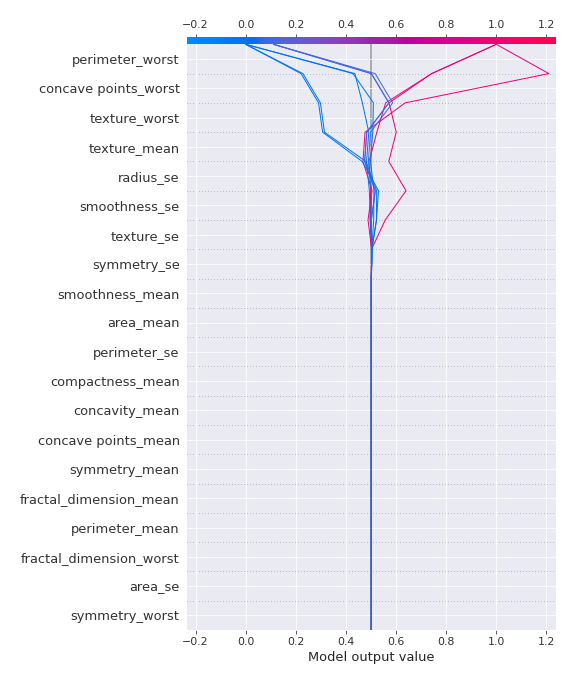 −0.2 0.0 0.2 0.4 0.6 0.8 1.0 1.2
perimeter_worst
concave points_worst
texture_worst
texture_mean
radius_se
smoothness_se
texture_se
symmetry_se
smoothness_mean
area_mean
perimeter_se
compactness_mean
concavity_mean
concave points_mean
symmetry_mean
fractal_dimension_mean
perimeter_mean
fractal_dimension_worst
area_se
symmetry_worst
−0.2 0.0 0.2 0.4 0.6 0.8 1.0 1.2
Model output value